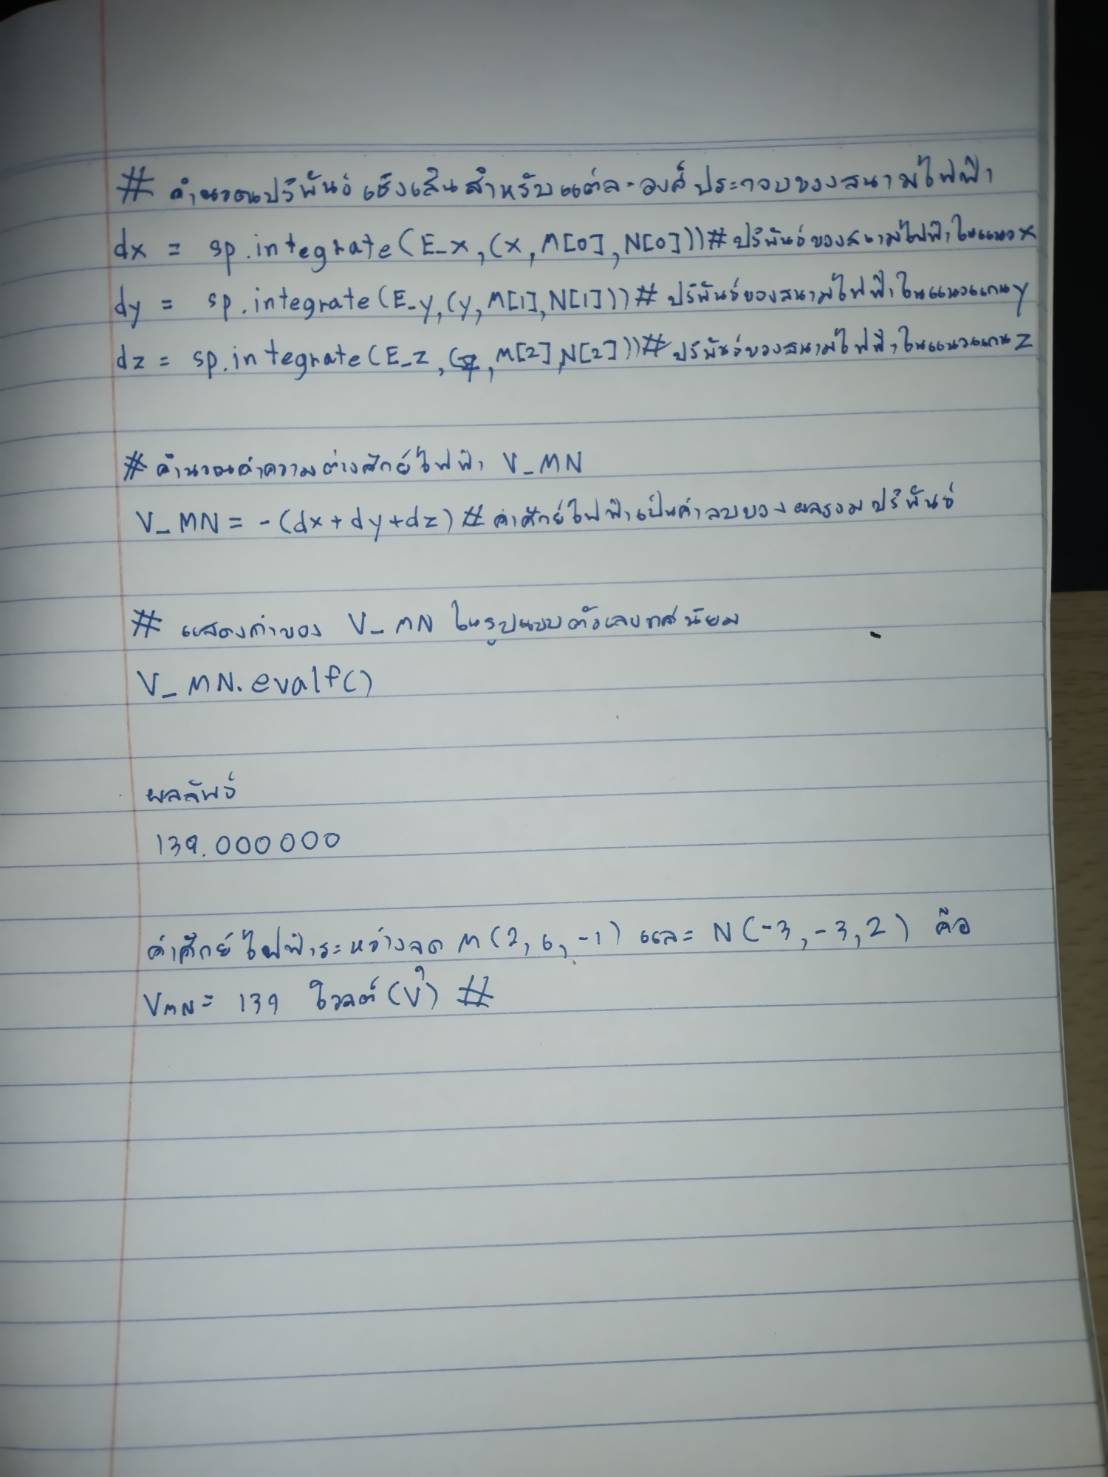 # คำนวณปริพันธ์เชิงเส้นสำหรับแต่ละองค์ประกอบของสนามไฟฟ้า
dx = sp.integrate(E_x,(x,M[0],N[0]))# ปริพันธ์ของสนามไฟฟ้าในแนว x
dy = sp.integrate(E_y,(y,M[1],N[1]))# ปริพันธ์ของสนามไฟฟ้าในแนวแกน y
dz = sp.integrate(E_z,(z,M[2],N[2]))# ปริพันธ์ของสนามไฟฟ้าในแนวแกน z
# คำนวณค่าความต่างศักย์ไฟฟ้า V_MN
V_MN = -(dx+dy+dz) # ค่าศักย์ไฟฟ้าเป็นค่าลบของผลรวมปริพันธ์
# แสดงค่าของ V_MN ในรูปแบบตัวเลขทศนิยม
V_MN.evalf()
ผลลัพธ์
139.000000
ค่าศักย์ไฟฟ้าระหว่างจุด M(2,6,-1) และ N(-3,-3,2) คือ
VMN = 139 โวลต์ (V) #